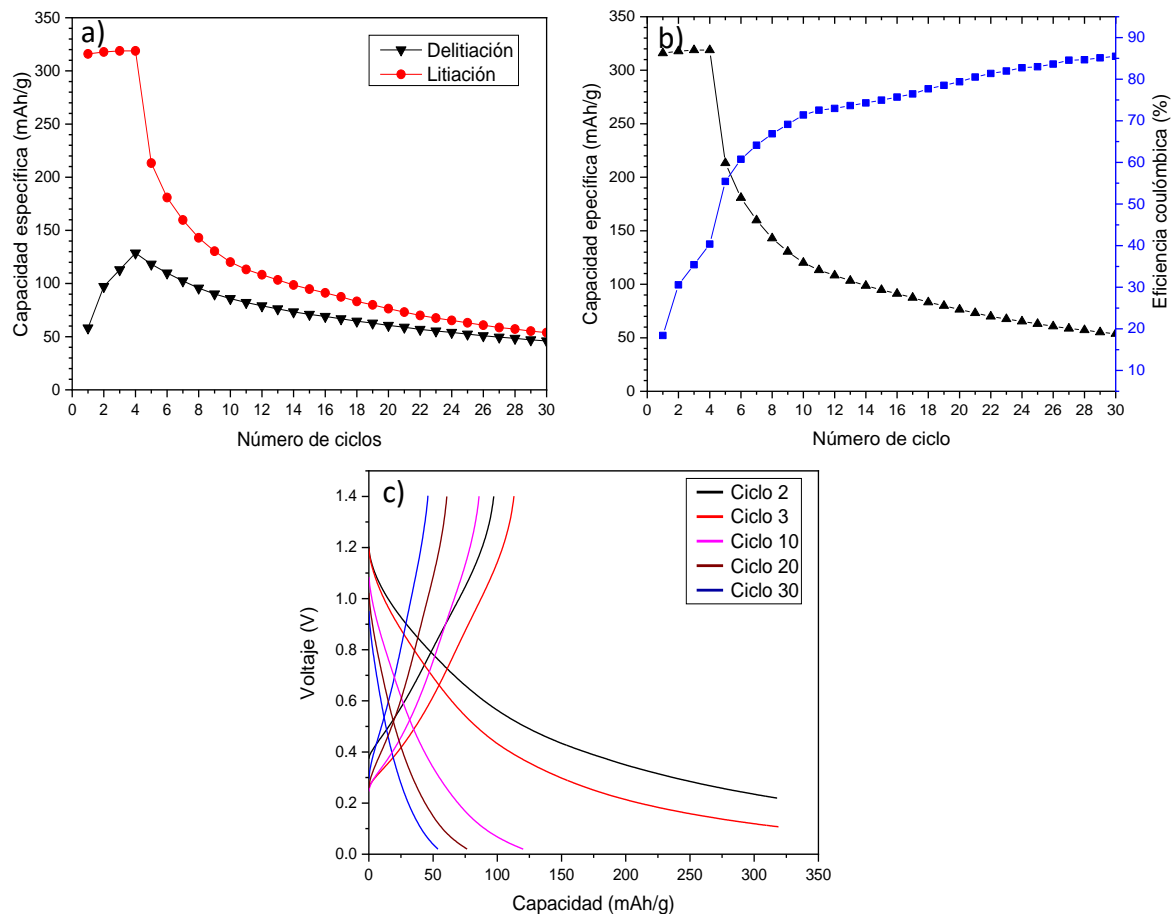 a)
Delitiación
Litiación
350
300
250
200
150
100
50
0
0 2 4 6 8 10 12 14 16 18 20 22 24 26 28 30
Capacidad específica (mAh/g)
Número de ciclos
b)
350
300
250
200
150
100
50
0
0 2 4 6 8 10 12 14 16 18 20 22 24 26 28 30
90
80
70
60
50
40
30
20
10
Capacidad epecífica (mAh/g)
Eficiencia coulómbica (%)
Número de ciclo
c)
Ciclo 2
Ciclo 3
Ciclo 10
Ciclo 20
Ciclo 30
1.4
1.2
1.0
0.8
0.6
0.4
0.2
0.0
0 50 100 150 200 250 300 350
Voltaje (V)
Capacidad (mAh/g)